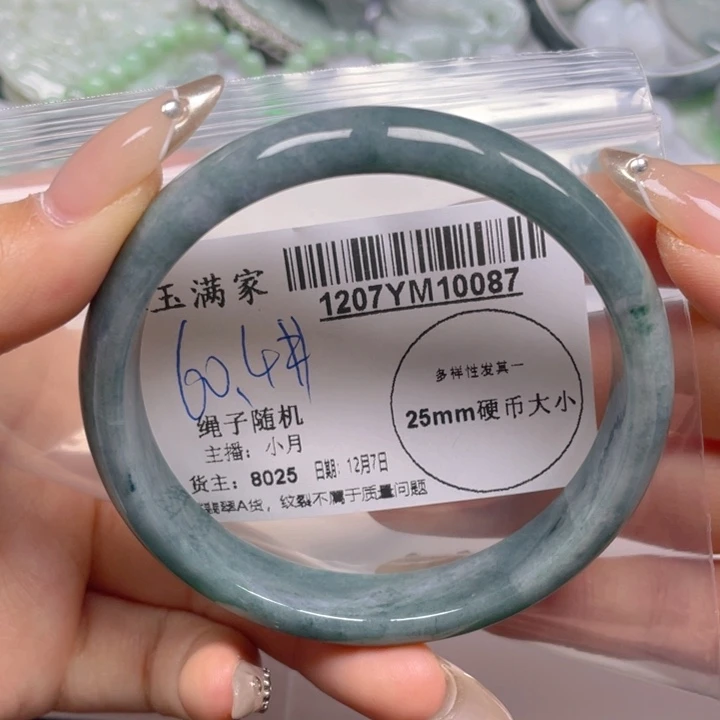 玉满家
1207YM10087
60.4#
绳子随机
主播：小月
货主：8025 日期：12月7日
翡翠A货，纹裂不属于质量问题
多样性发其一
25mm硬币大小